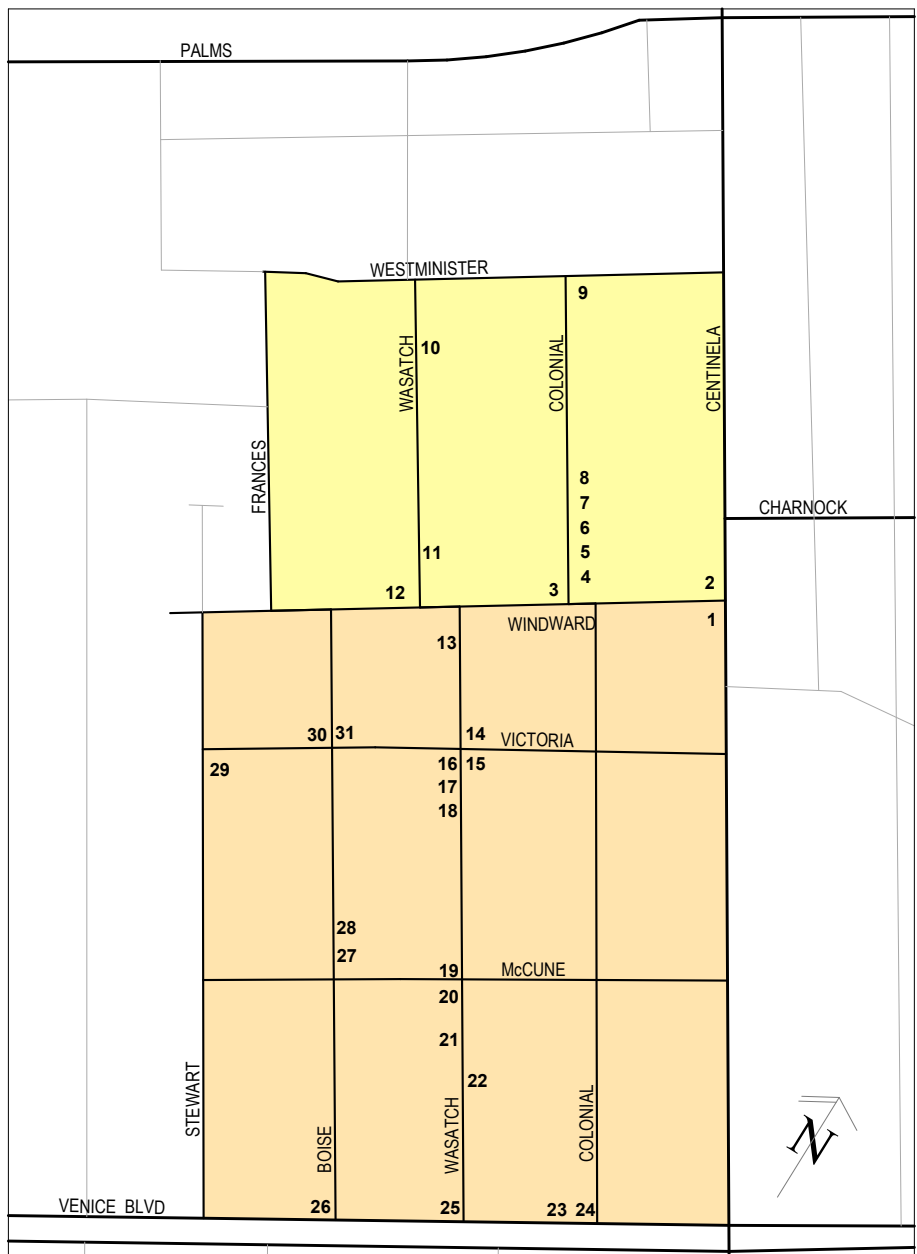 PALMS
WESTMINISTER
9
WASATCH
10
COLONIAL
CENTINELA
FRANCES
8
7
CHARNOCK
6
11
5
4
12
3
2
WINDWARD
1
13
30
31
14
VICTORIA
29
16
15
17
18
28
27
19
McCUNE
20
21
22
STEWART
BOISE
WASATCH
COLONIAL
N
VENICE BLVD
26
25
23
24